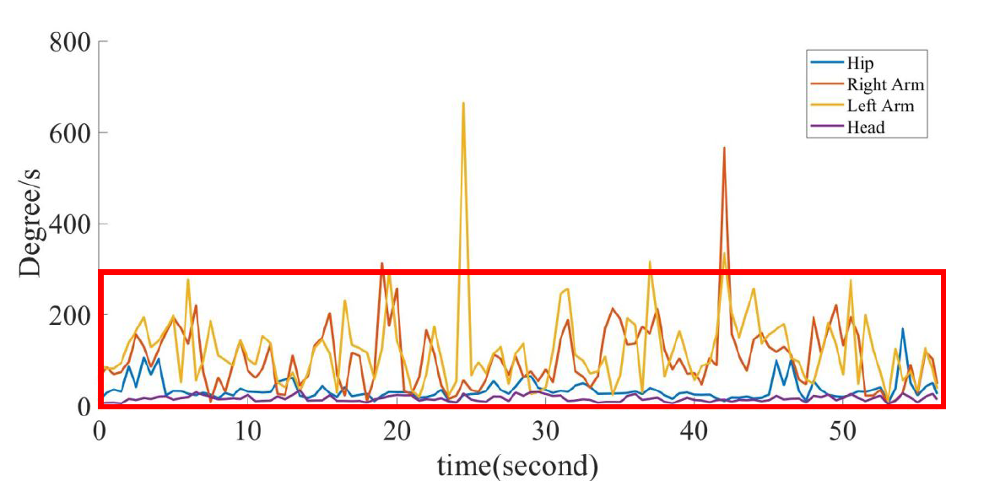 800
600
400
200
0
Degree/s
0 10 20 30 40 50
time(second)
Hip
Right Arm
Left Arm
Head